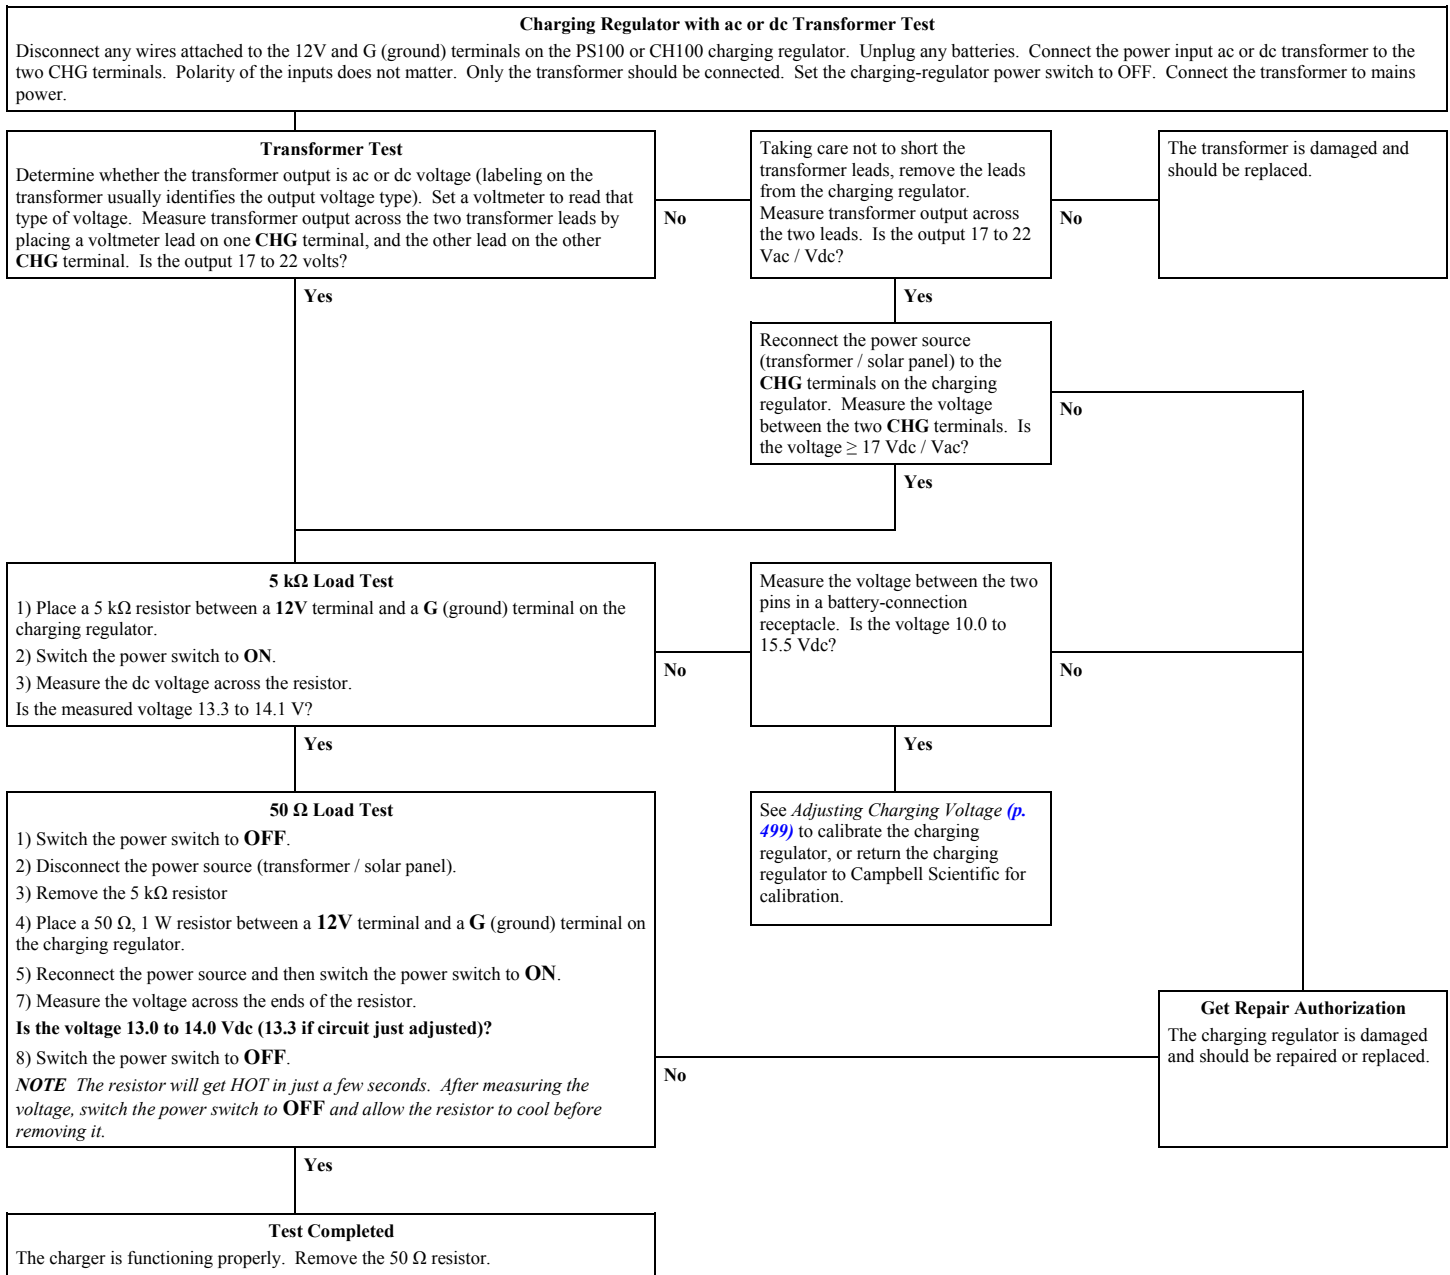 Charging Regulator with ac or dc Transformer Test
Disconnect any wires attached to the 12V and G (ground) terminals on the PS100 or CH100 charging regulator. Unplug any batteries. Connect the power input ac or dc transformer to the
two CHG terminals. Polarity of the inputs does not matter. Only the transformer should be connected. Set the charging-regulator power switch to OFF. Connect the transformer to mains
power.
Transformer Test
Determine whether the transformer output is ac or dc voltage (labeling on the
transformer usually identifies the output voltage type). Set a voltmeter to read that
type of voltage. Measure transformer output across the two transformer leads by
placing a voltmeter lead on one CHG terminal, and the other lead on the other
CHG terminal. Is the output 17 to 22 volts?
No
Taking care not to short the
transformer leads, remove the leads
from the charging regulator.
Measure transformer output across
the two leads. Is the output 17 to 22
Vac / Vdc?
No
The transformer is damaged and
should be replaced.
Yes
Yes
Reconnect the power source
(transformer / solar panel) to the
CHG terminals on the charging
regulator. Measure the voltage
between the two CHG terminals. Is
the voltage ≥ 17 Vdc / Vac?
No
Yes
5 kΩ Load Test
1) Place a 5 kΩ resistor between a 12V terminal and a G (ground) terminal on the
charging regulator.
2) Switch the power switch to ON.
3) Measure the dc voltage across the resistor.
Is the measured voltage 13.3 to 14.1 V?
No
Measure the voltage between the two
pins in a battery-connection
receptacle. Is the voltage 10.0 to
15.5 Vdc?
No
Yes
Yes
50 Ω Load Test
1) Switch the power switch to OFF.
2) Disconnect the power source (transformer / solar panel).
3) Remove the 5 kΩ resistor
4) Place a 50 Ω, 1 W resistor between a 12V terminal and a G (ground) terminal on
the charging regulator.
5) Reconnect the power source and then switch the power switch to ON.
7) Measure the voltage across the ends of the resistor.
Is the voltage 13.0 to 14.0 Vdc (13.3 if circuit just adjusted)?
8) Switch the power switch to OFF.
NOTE The resistor will get HOT in just a few seconds. After measuring the
voltage, switch the power switch to OFF and allow the resistor to cool before
removing it.
No
See Adjusting Charging Voltage (p.
499) to calibrate the charging
regulator, or return the charging
regulator to Campbell Scientific for
calibration.
Get Repair Authorization
The charging regulator is damaged
and should be repaired or replaced.
Yes
Test Completed
The charger is functioning properly. Remove the 50 Ω resistor.